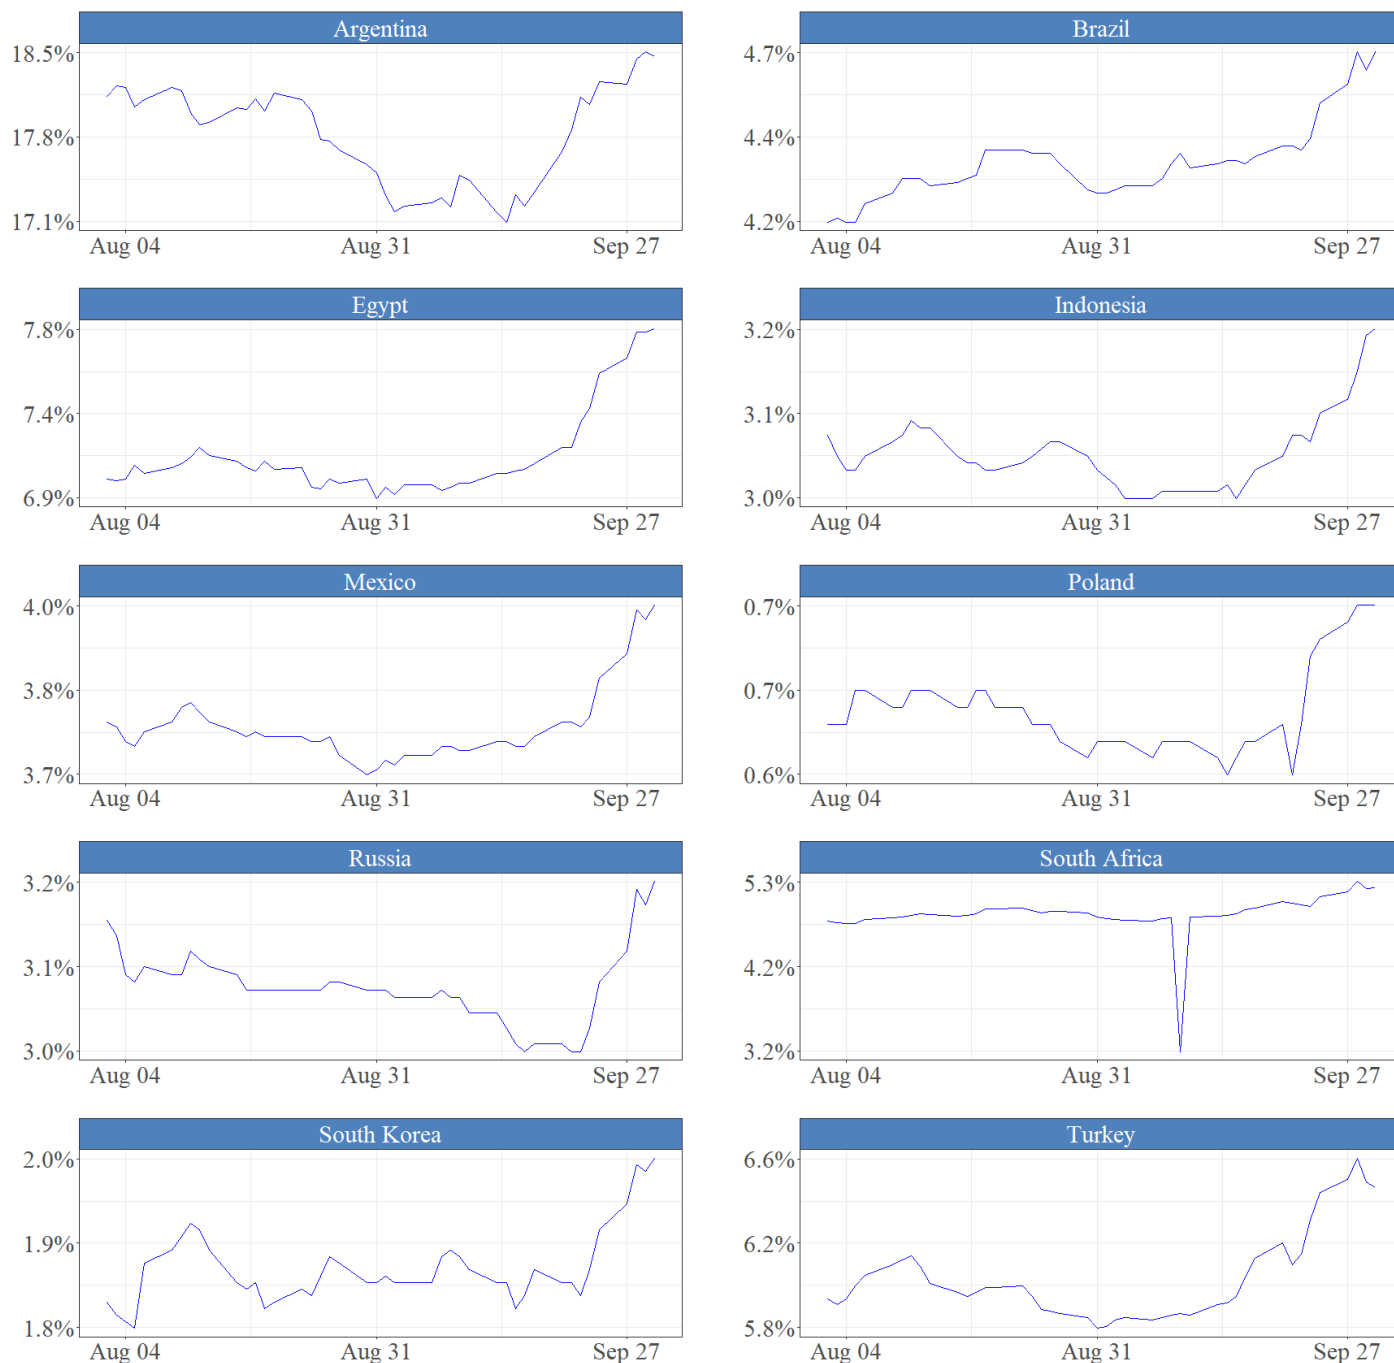 Argentina
18.5%
17.8%
17.1%
Aug 04 Aug 31 Sep 27
Brazil
4.7%
4.4%
4.2%
Aug 04 Aug 31 Sep 27
Egypt
7.8%
7.4%
6.9%
Aug 04 Aug 31 Sep 27
Indonesia
3.2%
3.1%
3.0%
Aug 04 Aug 31 Sep 27
Mexico
4.0%
3.8%
3.7%
Aug 04 Aug 31 Sep 27
Poland
0.7%
0.7%
0.6%
Aug 04 Aug 31 Sep 27
Russia
3.2%
3.1%
3.0%
Aug 04 Aug 31 Sep 27
South Africa
5.3%
4.2%
3.2%
Aug 04 Aug 31 Sep 27
South Korea
2.0%
1.9%
1.8%
Aug 04 Aug 31 Sep 27
Turkey
6.6%
6.2%
5.8%
Aug 04 Aug 31 Sep 27